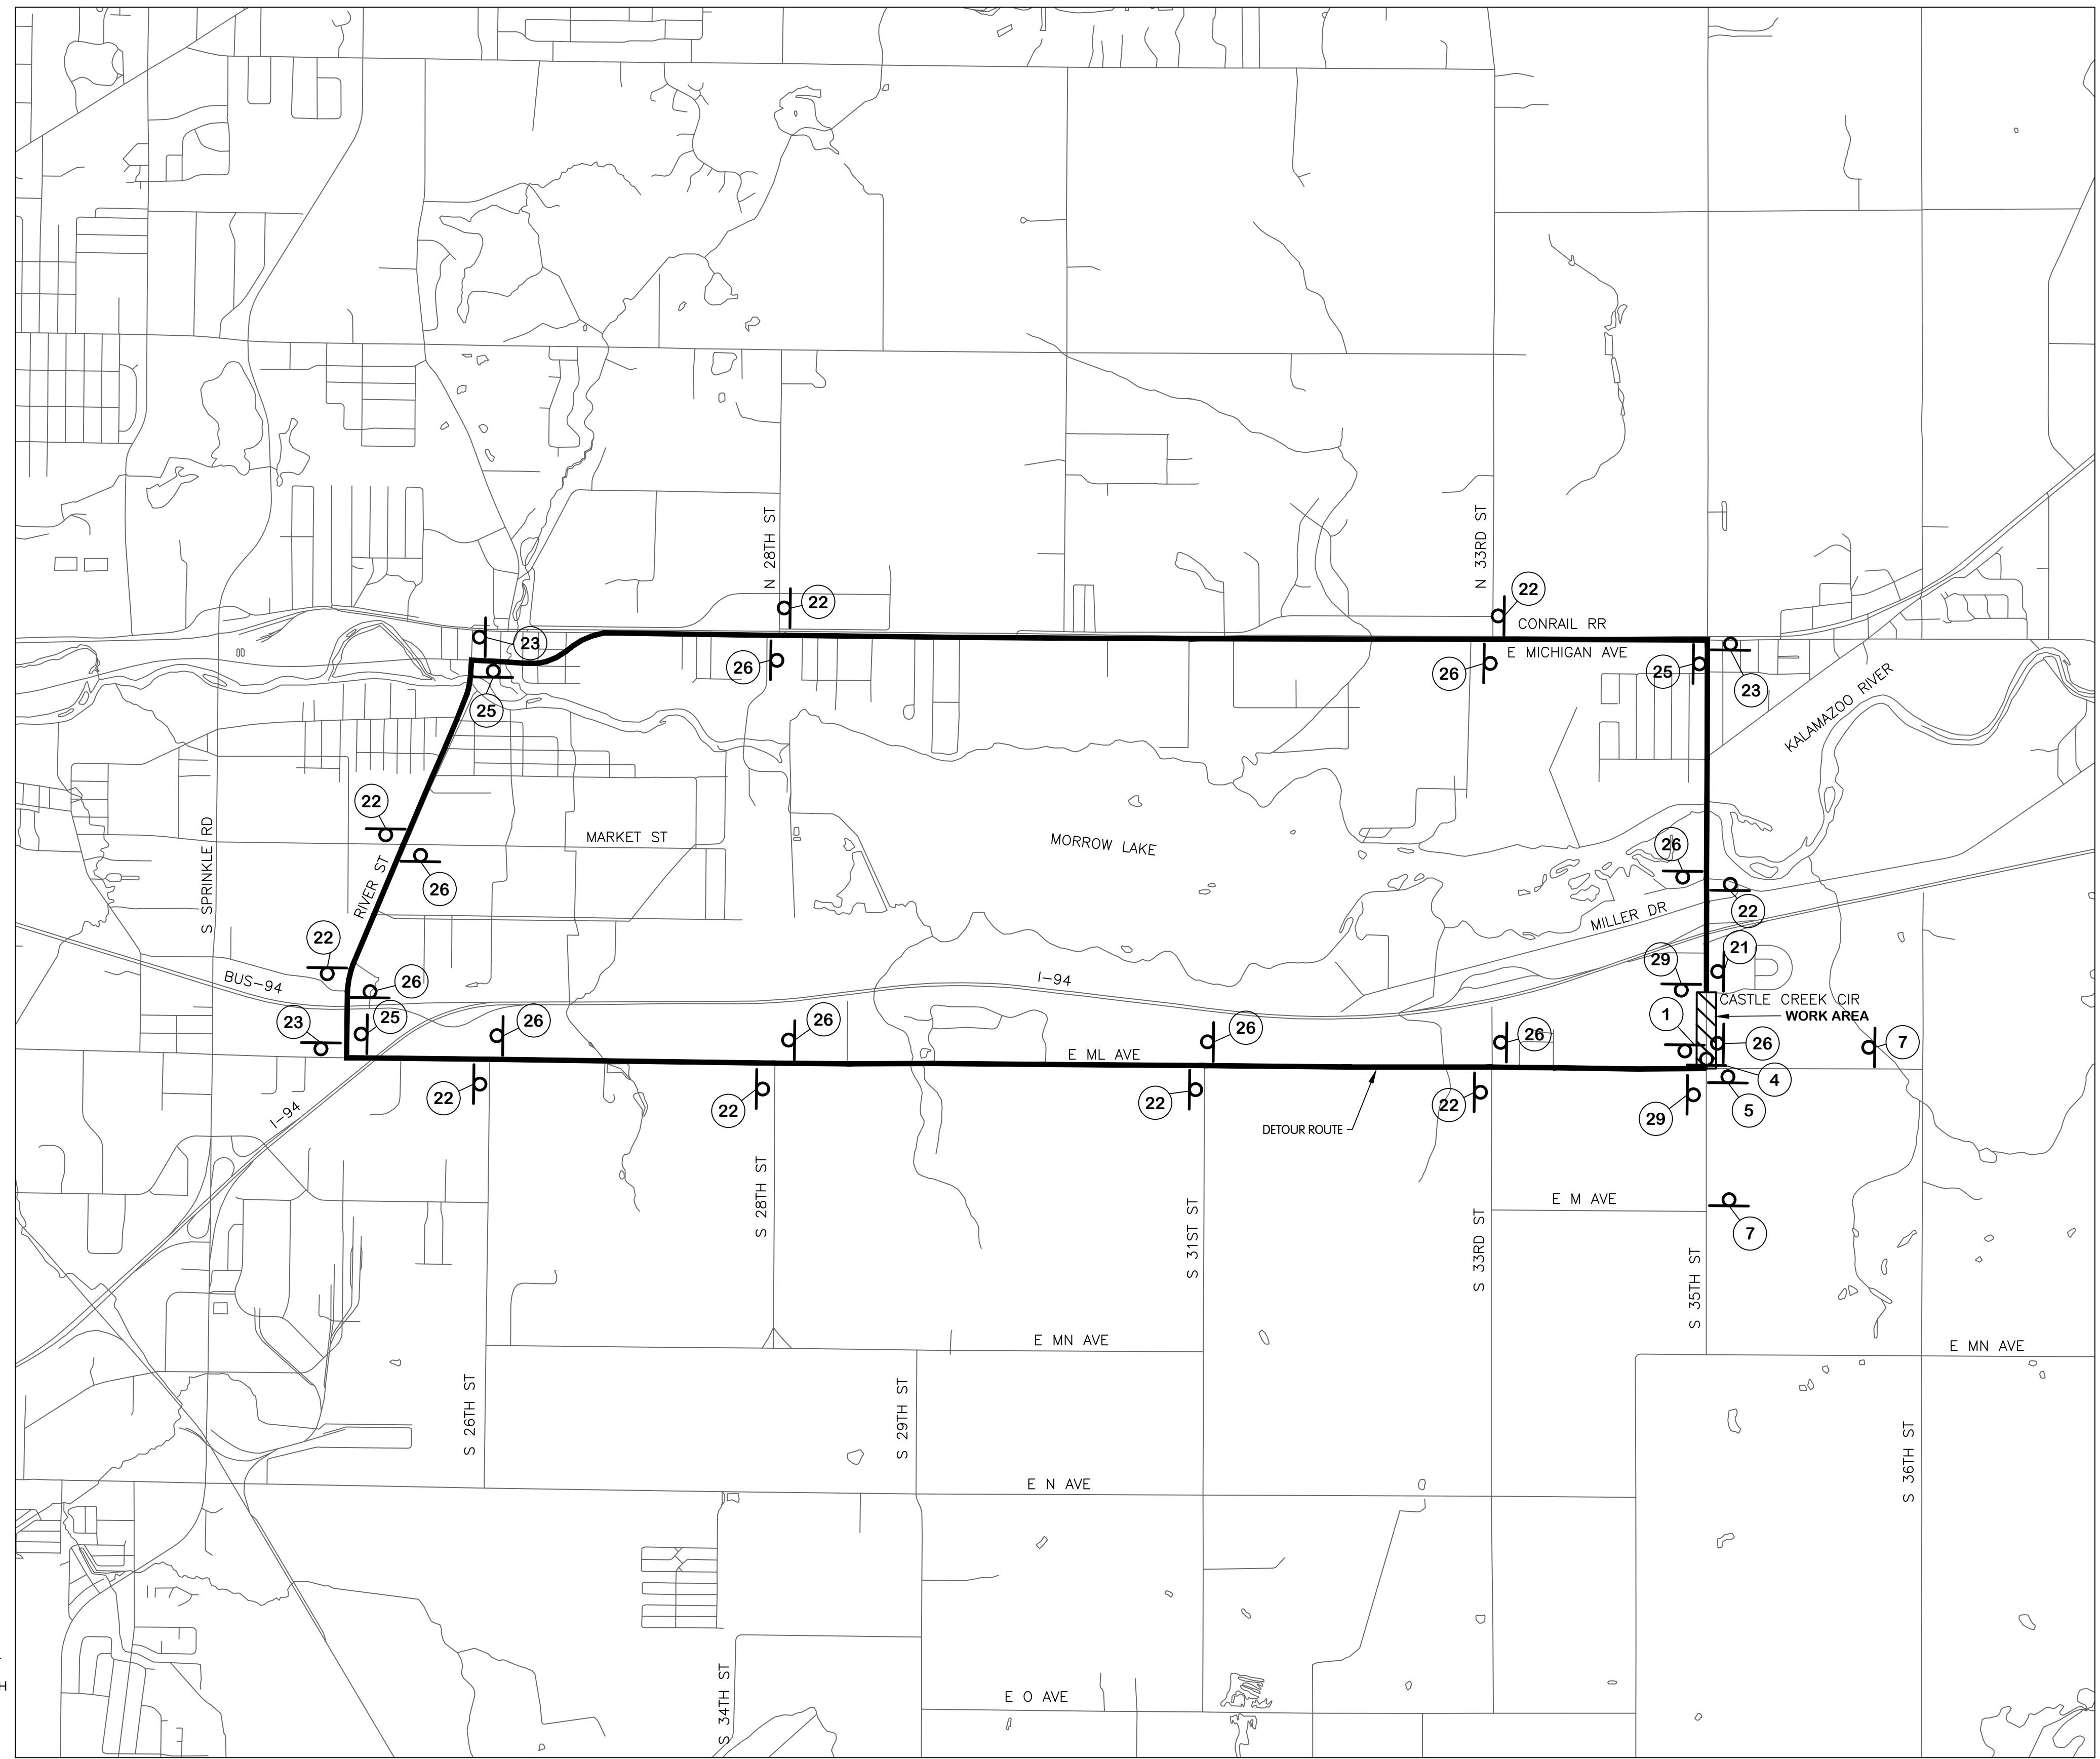 N 28TH ST
N 33RD ST
22
22
CONRAIL RR
23
E MICHIGAN AVE
26
26
25
23
25
KALAMAZOO RIVER
22
MARKET ST
MORROW LAKE
26
S SPRINKLE RD
RIVER ST
26
22
MILLER DR
22
21
29
BUS-94
26
I-94
CASTLE CREEK CIR
WORK AREA
1
23
25
26
26
26
26
26
7
E ML AVE
4
22
22
22
22
29
5
DETOUR ROUTE
I-94
S 28TH ST
S 31ST ST
S 33RD ST
E M AVE
7
S 35TH ST
E MN AVE
E MN AVE
S 26TH ST
S 29TH ST
S 36TH ST
E N AVE
S 34TH ST
E O AVE
H